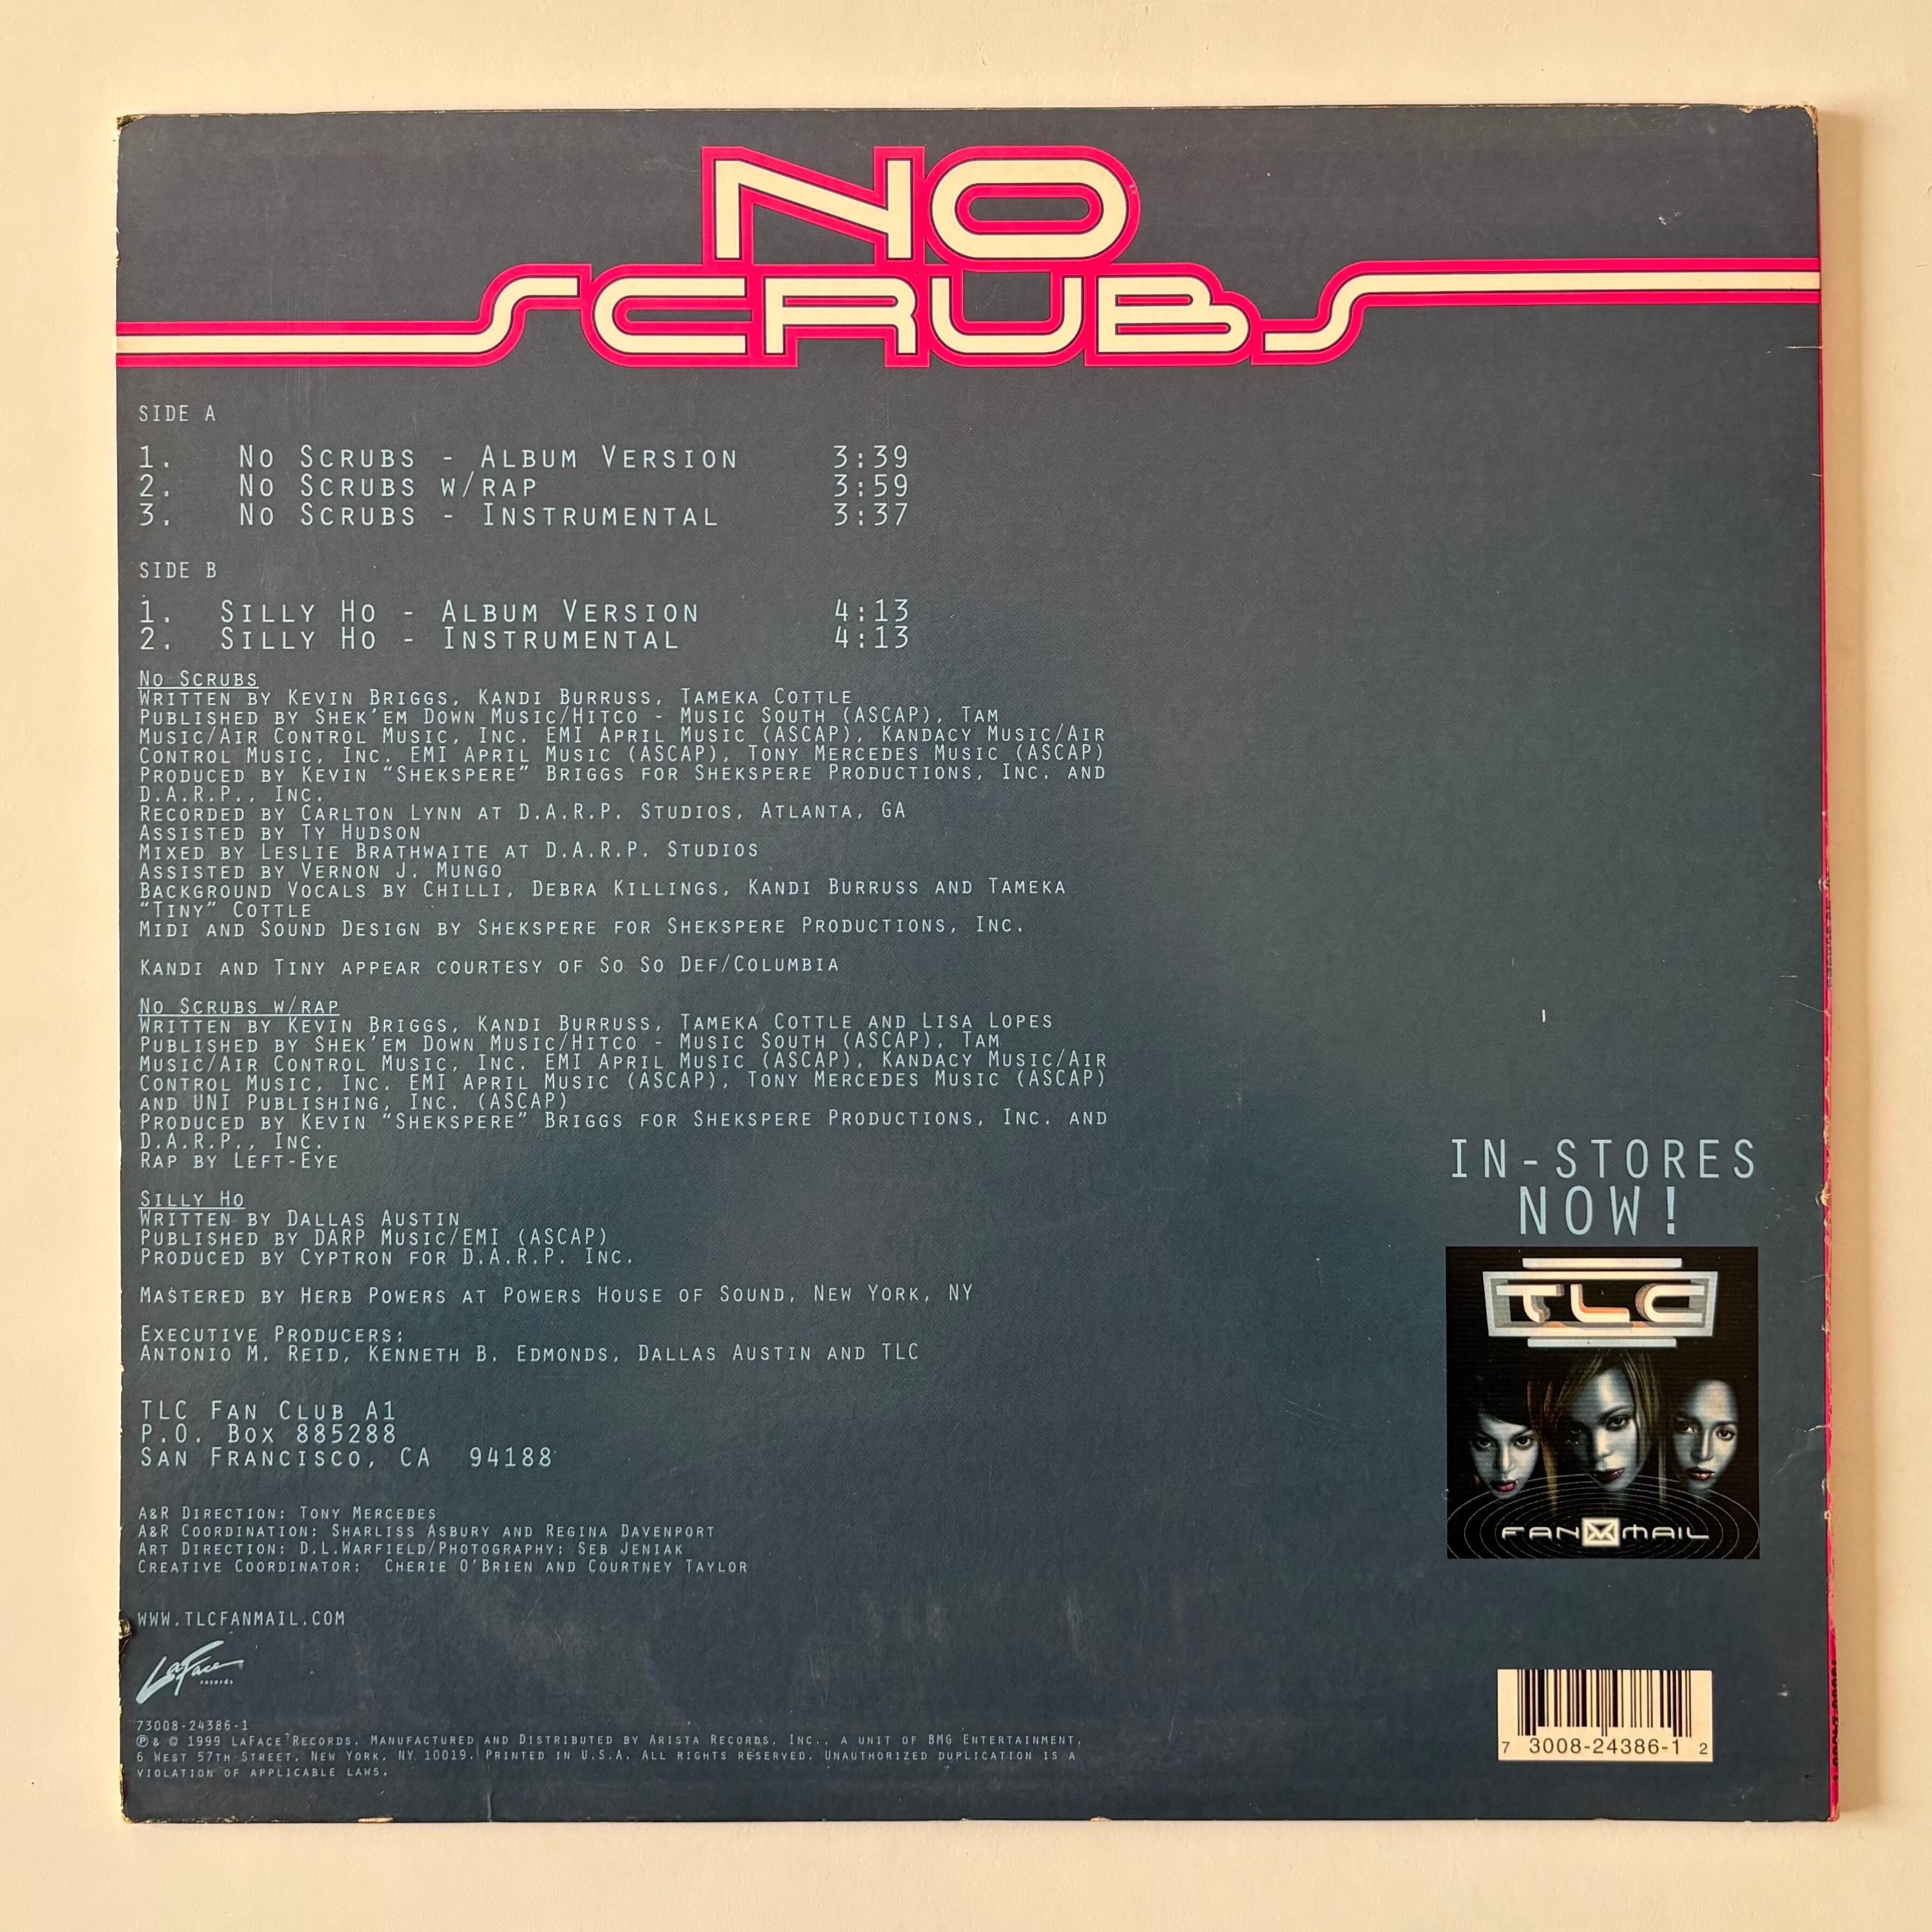 NO
SCRUBS
SIDE A
1. No Scrubs - Album Version 3:39
2. No Scrubs w/rap 3:59
3. No Scrubs - Instrumental 3:37
SIDE B
1. Silly Ho - Album Version 4:13
2. Silly Ho - Instrumental 4:13
No Scrubs
Written by Kevin Briggs, Kandi Burruss, Tameka Cottle
Published by Shek'em Down Music/Hitco - Music South (ASCAP), Tam
Music/Air Control Music, Inc. EMI April Music (ASCAP), Kandacy Music/Air
Control Music, Inc. EMI April Music (ASCAP), Tony Mercedes Music (ASCAP)
Produced by Kevin “Shekspere” Briggs for Shekspere Productions, Inc. and
D.A.R.P., Inc.
Recorded by Carlton Lynn at D.A.R.P. Studios, Atlanta, GA
Assisted by Ty Hudson
Mixed by Leslie Brathwaite at D.A.R.P. Studios
Assisted by Vernon J. Mungo
Background Vocals by Chilli, Debra Killings, Kandi Burruss and Tameka
“Tiny” Cottle
Midi and Sound Design by Shekspere for Shekspere Productions, Inc.
Kandi and Tiny appear courtesy of So So Def/Columbia
No Scrubs w/rap
Written by Kevin Briggs, Kandi Burruss, Tameka Cottle and Lisa Lopes
Published by Shek'em Down Music/Hitco - Music South (ASCAP), Tam
Music/Air Control Music, Inc. EMI April Music (ASCAP), Kandacy Music/Air
Control Music, Inc. EMI April Music (ASCAP), Tony Mercedes Music (ASCAP)
and UNI Publishing, Inc. (ASCAP)
Produced by Kevin “Shekspere” Briggs for Shekspere Productions, Inc. and
D.A.R.P., Inc.
Rap by Left-Eye
Silly Ho
Written by Dallas Austin
Published by DARP Music/EMI (ASCAP)
Produced by Cyptron for D.A.R.P. Inc.
Mastered by Herb Powers at Powers House of Sound, New York, NY
Executive Producers:
Antonio M. Reid, Kenneth B. Edmonds, Dallas Austin and TLC
TLC Fan Club A1
P.O. Box 885288
San Francisco, CA 94188
A&R Direction: Tony Mercedes
A&R Coordination: Sharliss Asbury and Regina Davenport
Art Direction: D.L.Warfield/Photography: Seb Jeniak
Creative Coordinator: Cherie O'Brien and Courtney Taylor
www.tlcfanmail.com
LaFace
records
73008-24386-1
℗& © 1999 LaFace Records. Manufactured and Distributed by Arista Records, Inc., a unit of BMG Entertainment,
6 West 57th Street, New York, NY 10019. Printed in U.S.A. All rights reserved. Unauthorized duplication is a
violation of applicable laws.
IN-STORES
NOW!
TLC
FANMAIL
7 3008-24386-1 2